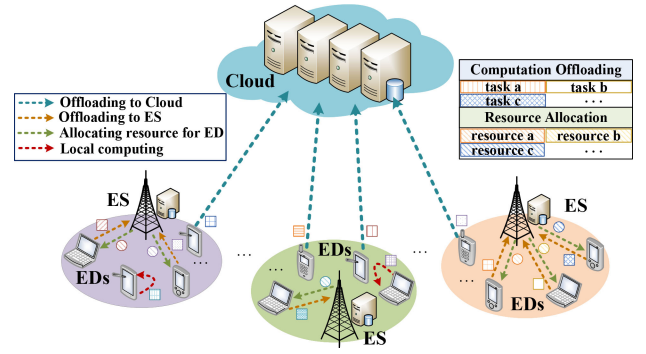 Cloud
Offloading to Cloud
Offloading to ES
Allocating resource for ED
Local computing
Computation Offloading
task a task b
task c ...
Resource Allocation
resource a resource b
resource c ...
ES
EDs
...
...
EDs
ES
...
...
ES
EDs
...